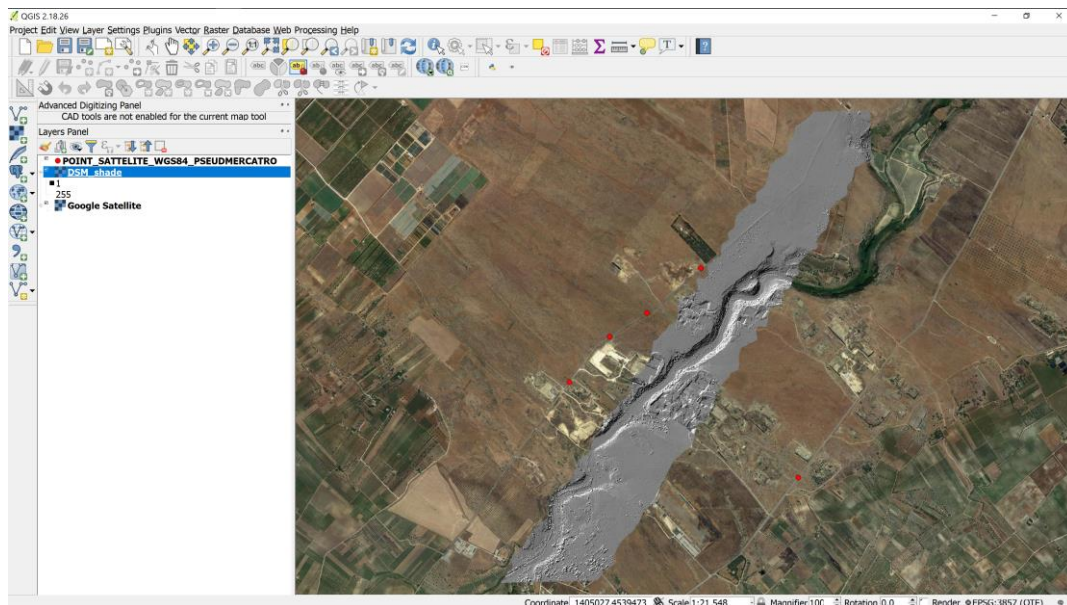 QGIS 2.18.26
Project Edit View Layer Settings Plugins Vector Raster Database Web Processing Help
Advanced Digitizing Panel
CAD tools are not enabled for the current map tool
Layers Panel
POINT_SATTELITE_WGS84_PSEUDMERCATRO
DSM_shade
1
255
Google Satellite
Coordinate 1405027,4539473 Scale 1:21,548 Magnifier 100 Rotation 0,0 Render EPSG:3857 (OTF)